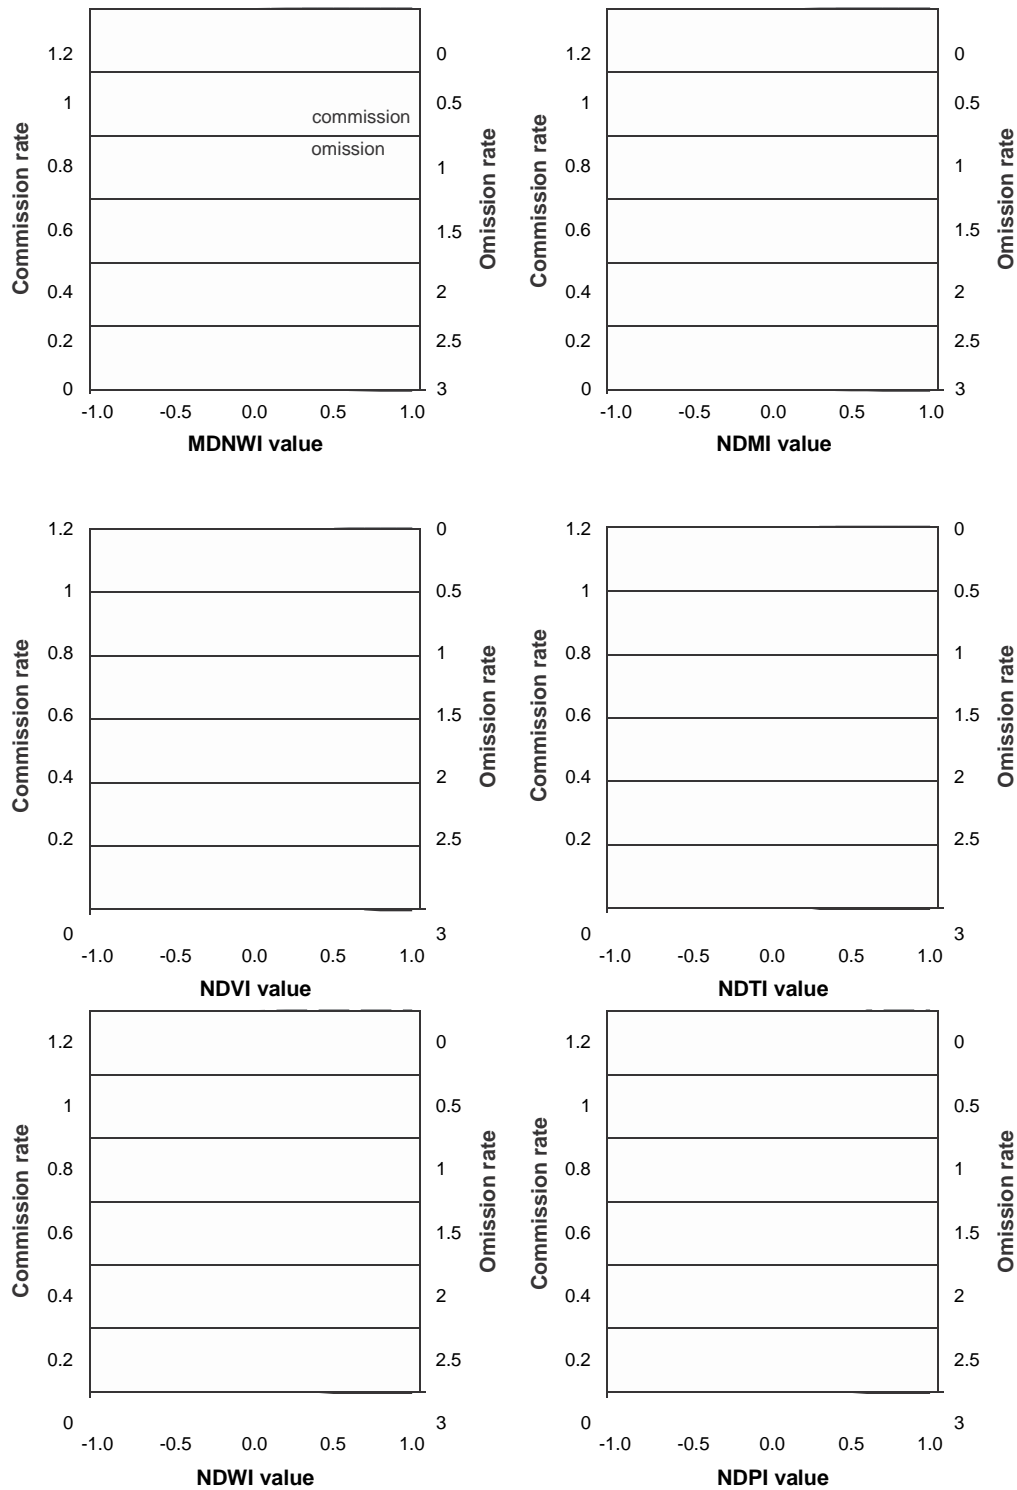 1.2 0
1 0.5
commission
omission
0.8 1
0.6 1.5
0.4 2
0.2 2.5
0 3
Commission rate
Omission rate
-1.0 -0.5 0.0 0.5 1.0
MDNWI value
1.2 0
1 0.5
0.8 1
0.6 1.5
0.4 2
0.2 2.5
0 3
Commission rate
Omission rate
-1.0 -0.5 0.0 0.5 1.0
NDMI value
1.2 0
1 0.5
0.8 1
0.6 1.5
0.4 2
0.2 2.5
0 3
Commission rate
Omission rate
-1.0 -0.5 0.0 0.5 1.0
NDVI value
1.2 0
1 0.5
0.8 1
0.6 1.5
0.4 2
0.2 2.5
0 3
Commission rate
Omission rate
-1.0 -0.5 0.0 0.5 1.0
NDTI value
1.2 0
1 0.5
0.8 1
0.6 1.5
0.4 2
0.2 2.5
0 3
Commission rate
Omission rate
-1.0 -0.5 0.0 0.5 1.0
NDWI value
1.2 0
1 0.5
0.8 1
0.6 1.5
0.4 2
0.2 2.5
0 3
Commission rate
Omission rate
-1.0 -0.5 0.0 0.5 1.0
NDPI value